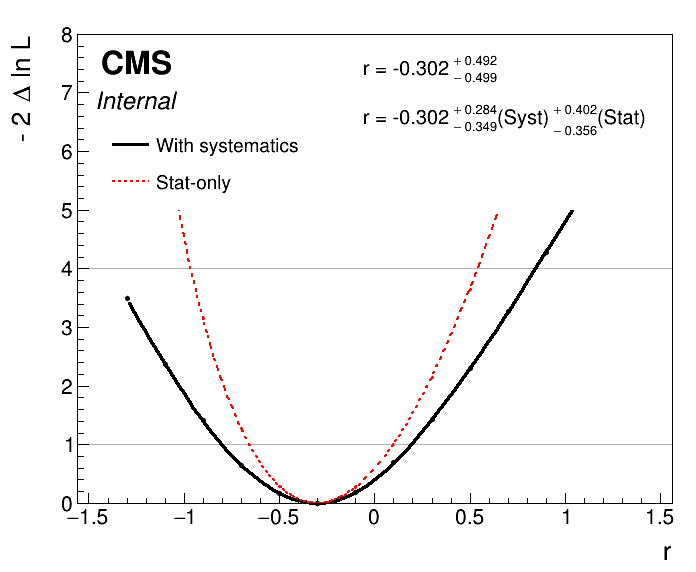 CMS
Internal
r = -0.302 + 0.492 − 0.499
r = -0.302 + 0.284 − 0.349 (Syst) + 0.402 − 0.356 (Stat)
With systematics
Stat-only
- 2 Δ ln L
8
7
6
5
4
3
2
1
0
−1.5 −1 −0.5 0 0.5 1 1.5
r